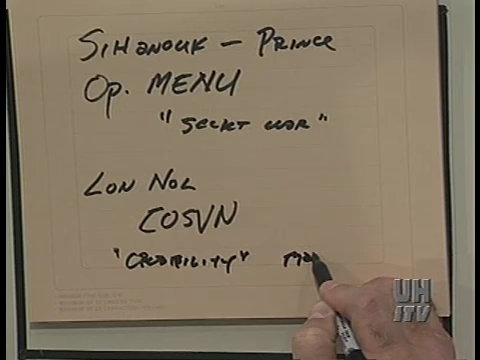 SIHANOUK — PRINCE
Op. MENU
"SECRET WAR"
LON NOL
COSVN
"CREDIBILITY"
UH
ITV